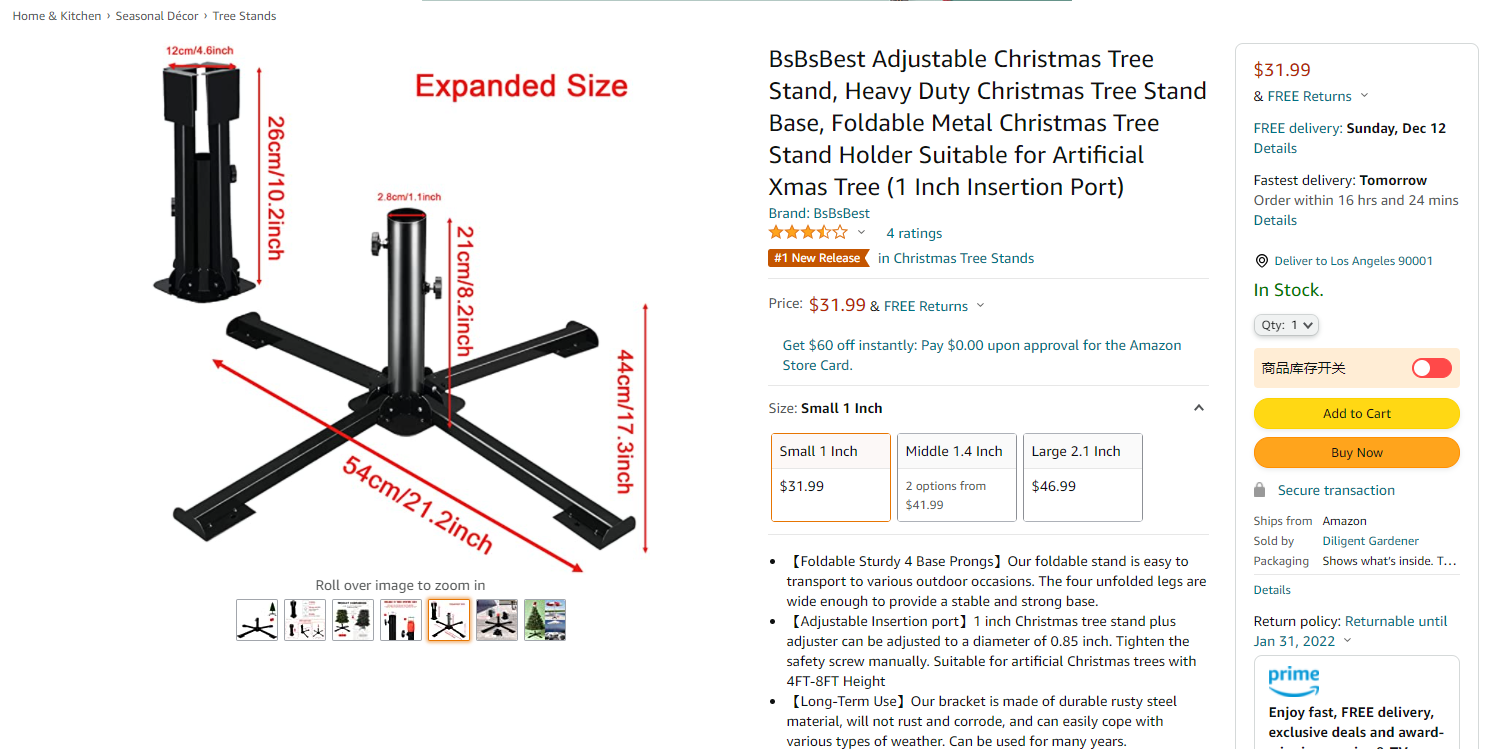 Home & Kitchen › Seasonal Décor › Tree Stands
12cm/4.6inch
Expanded Size
26cm/10.2inch
2.8cm/1.1inch
21cm/8.2inch
44cm/17.3inch
54cm/21.2inch
Roll over image to zoom in
BsBsBest Adjustable Christmas Tree
Stand, Heavy Duty Christmas Tree Stand
Base, Foldable Metal Christmas Tree
Stand Holder Suitable for Artificial
Xmas Tree (1 Inch Insertion Port)
Brand: BsBsBest
4 ratings
#1 New Release in Christmas Tree Stands
Price: $31.99 & FREE Returns
Get $60 off instantly: Pay $0.00 upon approval for the Amazon
Store Card.
Size: Small 1 Inch
Small 1 Inch
$31.99
Middle 1.4 Inch
2 options from
$41.99
Large 2.1 Inch
$46.99
• 【Foldable Sturdy 4 Base Prongs】Our foldable stand is easy to
transport to various outdoor occasions. The four unfolded legs are
wide enough to provide a stable and strong base.
• 【Adjustable Insertion port】1 inch Christmas tree stand plus
adjuster can be adjusted to a diameter of 0.85 inch. Tighten the
safety screw manually. Suitable for artificial Christmas trees with
4FT-8FT Height
• 【Long-Term Use】Our bracket is made of durable rusty steel
material, will not rust and corrode, and can easily cope with
various types of weather. Can be used for many years.
$31.99
& FREE Returns
FREE delivery: Sunday, Dec 12
Details
Fastest delivery: Tomorrow
Order within 16 hrs and 24 mins
Details
Deliver to Los Angeles 90001
In Stock.
Qty: 1
商品库存开关
Add to Cart
Buy Now
Secure transaction
Ships from Amazon
Sold by Diligent Gardener
Packaging Shows what's inside. T…
Details
Return policy: Returnable until
Jan 31, 2022
prime
Enjoy fast, FREE delivery,
exclusive deals and award-